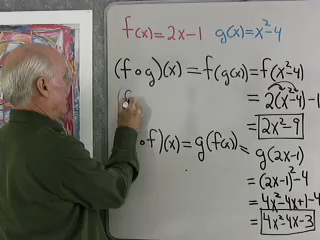 f(x)=2x-1 g(x)=x²-4
(f∘g)(x)=f(g(x))=f(x²-4)
=2(x²-4)-1
=2x²-9
∘f)(x)=g(f(x))=g(2x-1)
=(2x-1)²-4
=4x²-4x+1-4
=4x²-4x-3